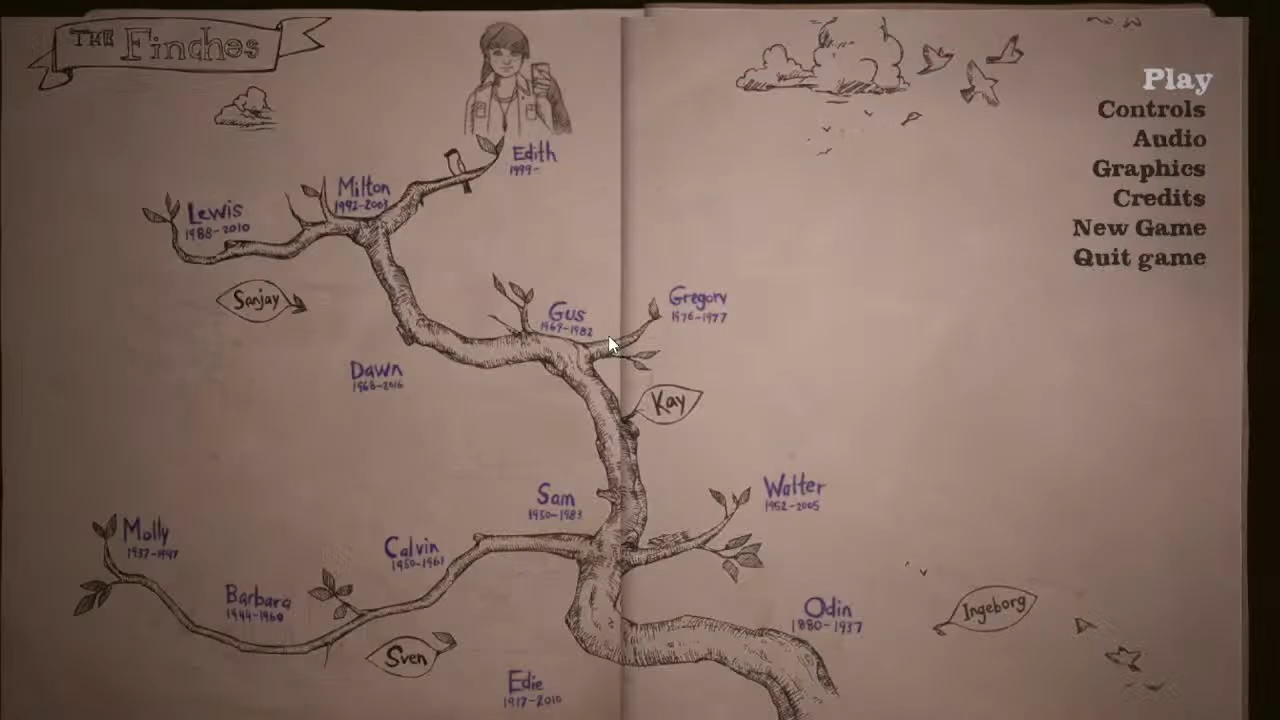 THE Finches
Play
Controls
Audio
Graphics
Credits
New Game
Quit game
Edith
1999-
Milton
1992-2003
Lewis
1988-2010
Sanjay
Gus
1969-1982
Gregory
1976-1977
Dawn
1968-2016
Kay
Sam
1950-1983
Walter
1952-2005
Molly
1937-1947
Calvin
1950-1961
Barbara
1944-1960
Sven
Odin
1880-1937
Ingeborg
Edie
1917-2010